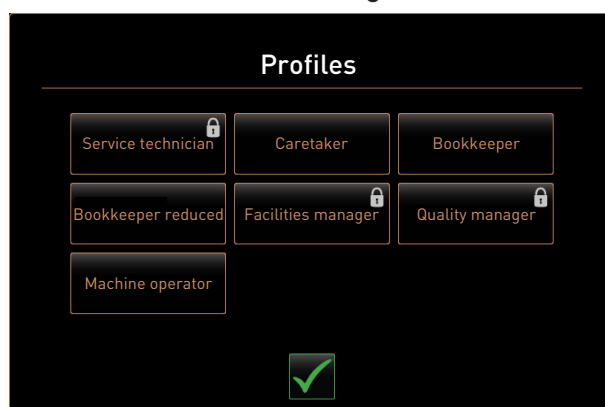 Profiles
Service technician
Caretaker
Bookkeeper
Bookkeeper reduced
Facilities manager
Quality manager
Machine operator